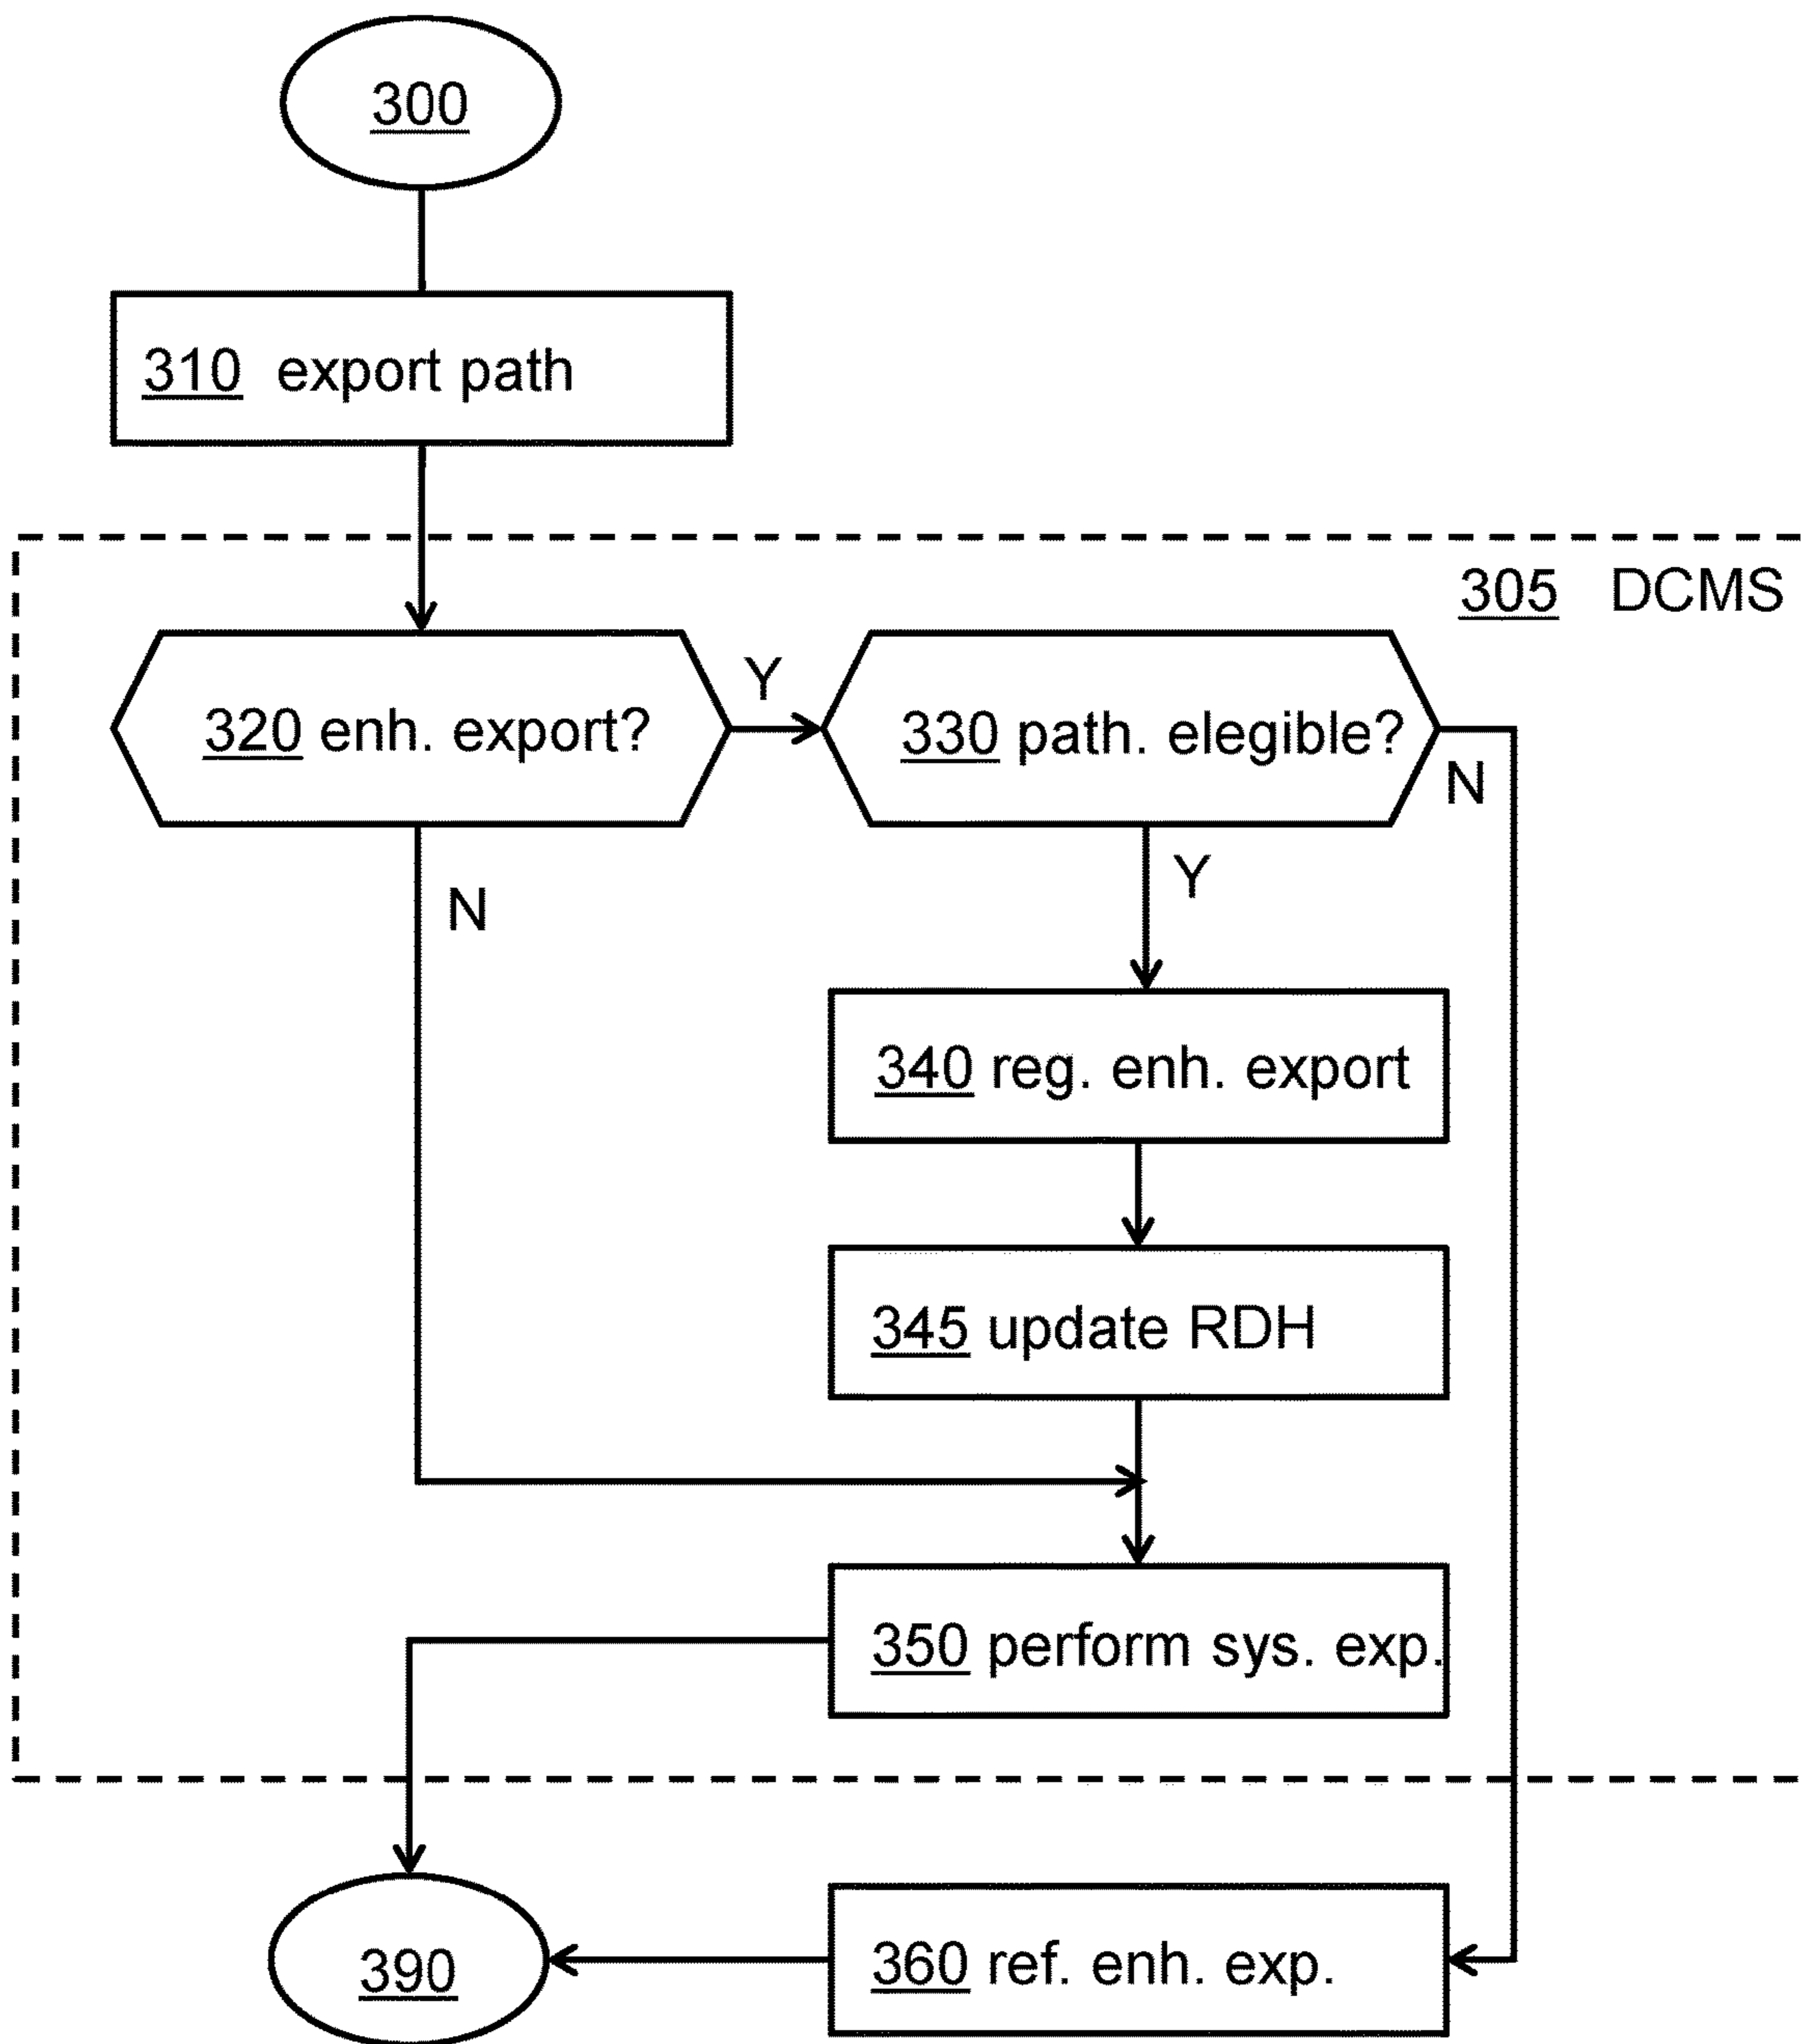 300
310 export path
305 DCMS
320 enh. export?
Y
330 path. elegible?
N
Y
N
340 reg. enh. export
345 update RDH
350 perform sys. exp.
360 ref. enh. exp.
390